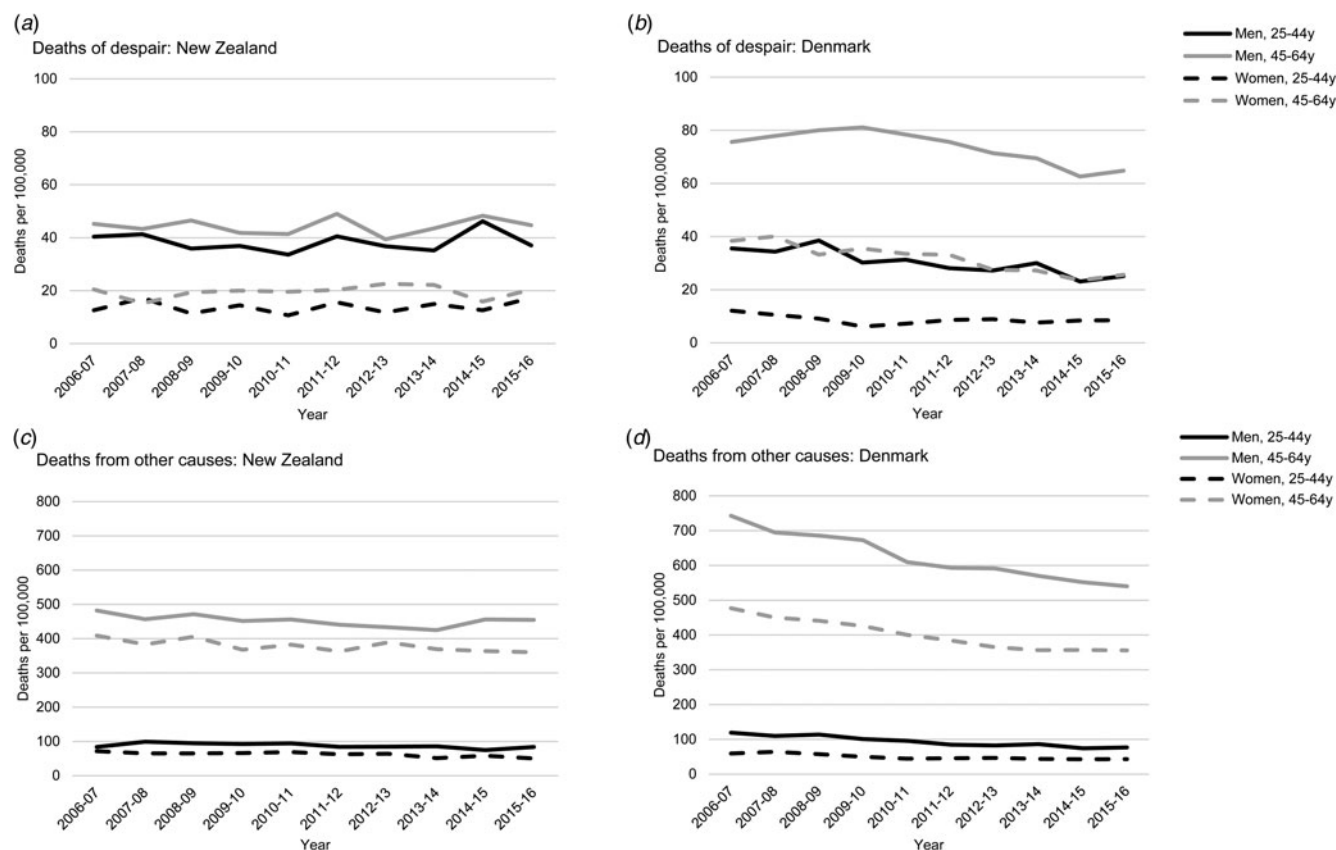 (a)
Deaths of despair: New Zealand
100
80
60
40
20
0
Deaths per 100,000
2006-07
2007-08
2008-09
2009-10
2010-11
2011-12
2012-13
2013-14
2014-15
2015-16
Year
(b)
Deaths of despair: Denmark
100
80
60
40
20
0
Deaths per 100,000
2006-07
2007-08
2008-09
2009-10
2010-11
2011-12
2012-13
2013-14
2014-15
2015-16
Year
Men, 25-44y
Men, 45-64y
Women, 25-44y
Women, 45-64y
(c)
Deaths from other causes: New Zealand
800
700
600
500
400
300
200
100
0
Deaths per 100,000
2006-07
2007-08
2008-09
2009-10
2010-11
2011-12
2012-13
2013-14
2014-15
2015-16
Year
(d)
Deaths from other causes: Denmark
800
700
600
500
400
300
200
100
0
Deaths per 100,000
2006-07
2007-08
2008-09
2009-10
2010-11
2011-12
2012-13
2013-14
2014-15
2015-16
Year
Men, 25-44y
Men, 45-64y
Women, 25-44y
Women, 45-64y